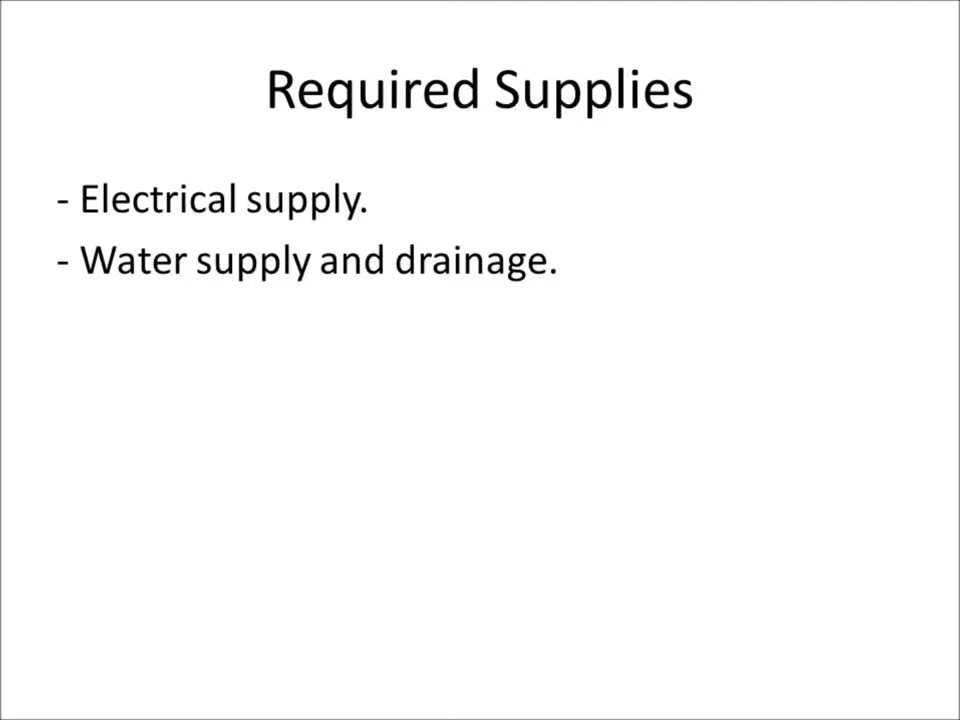 Required Supplies
- Electrical supply.
- Water supply and drainage.